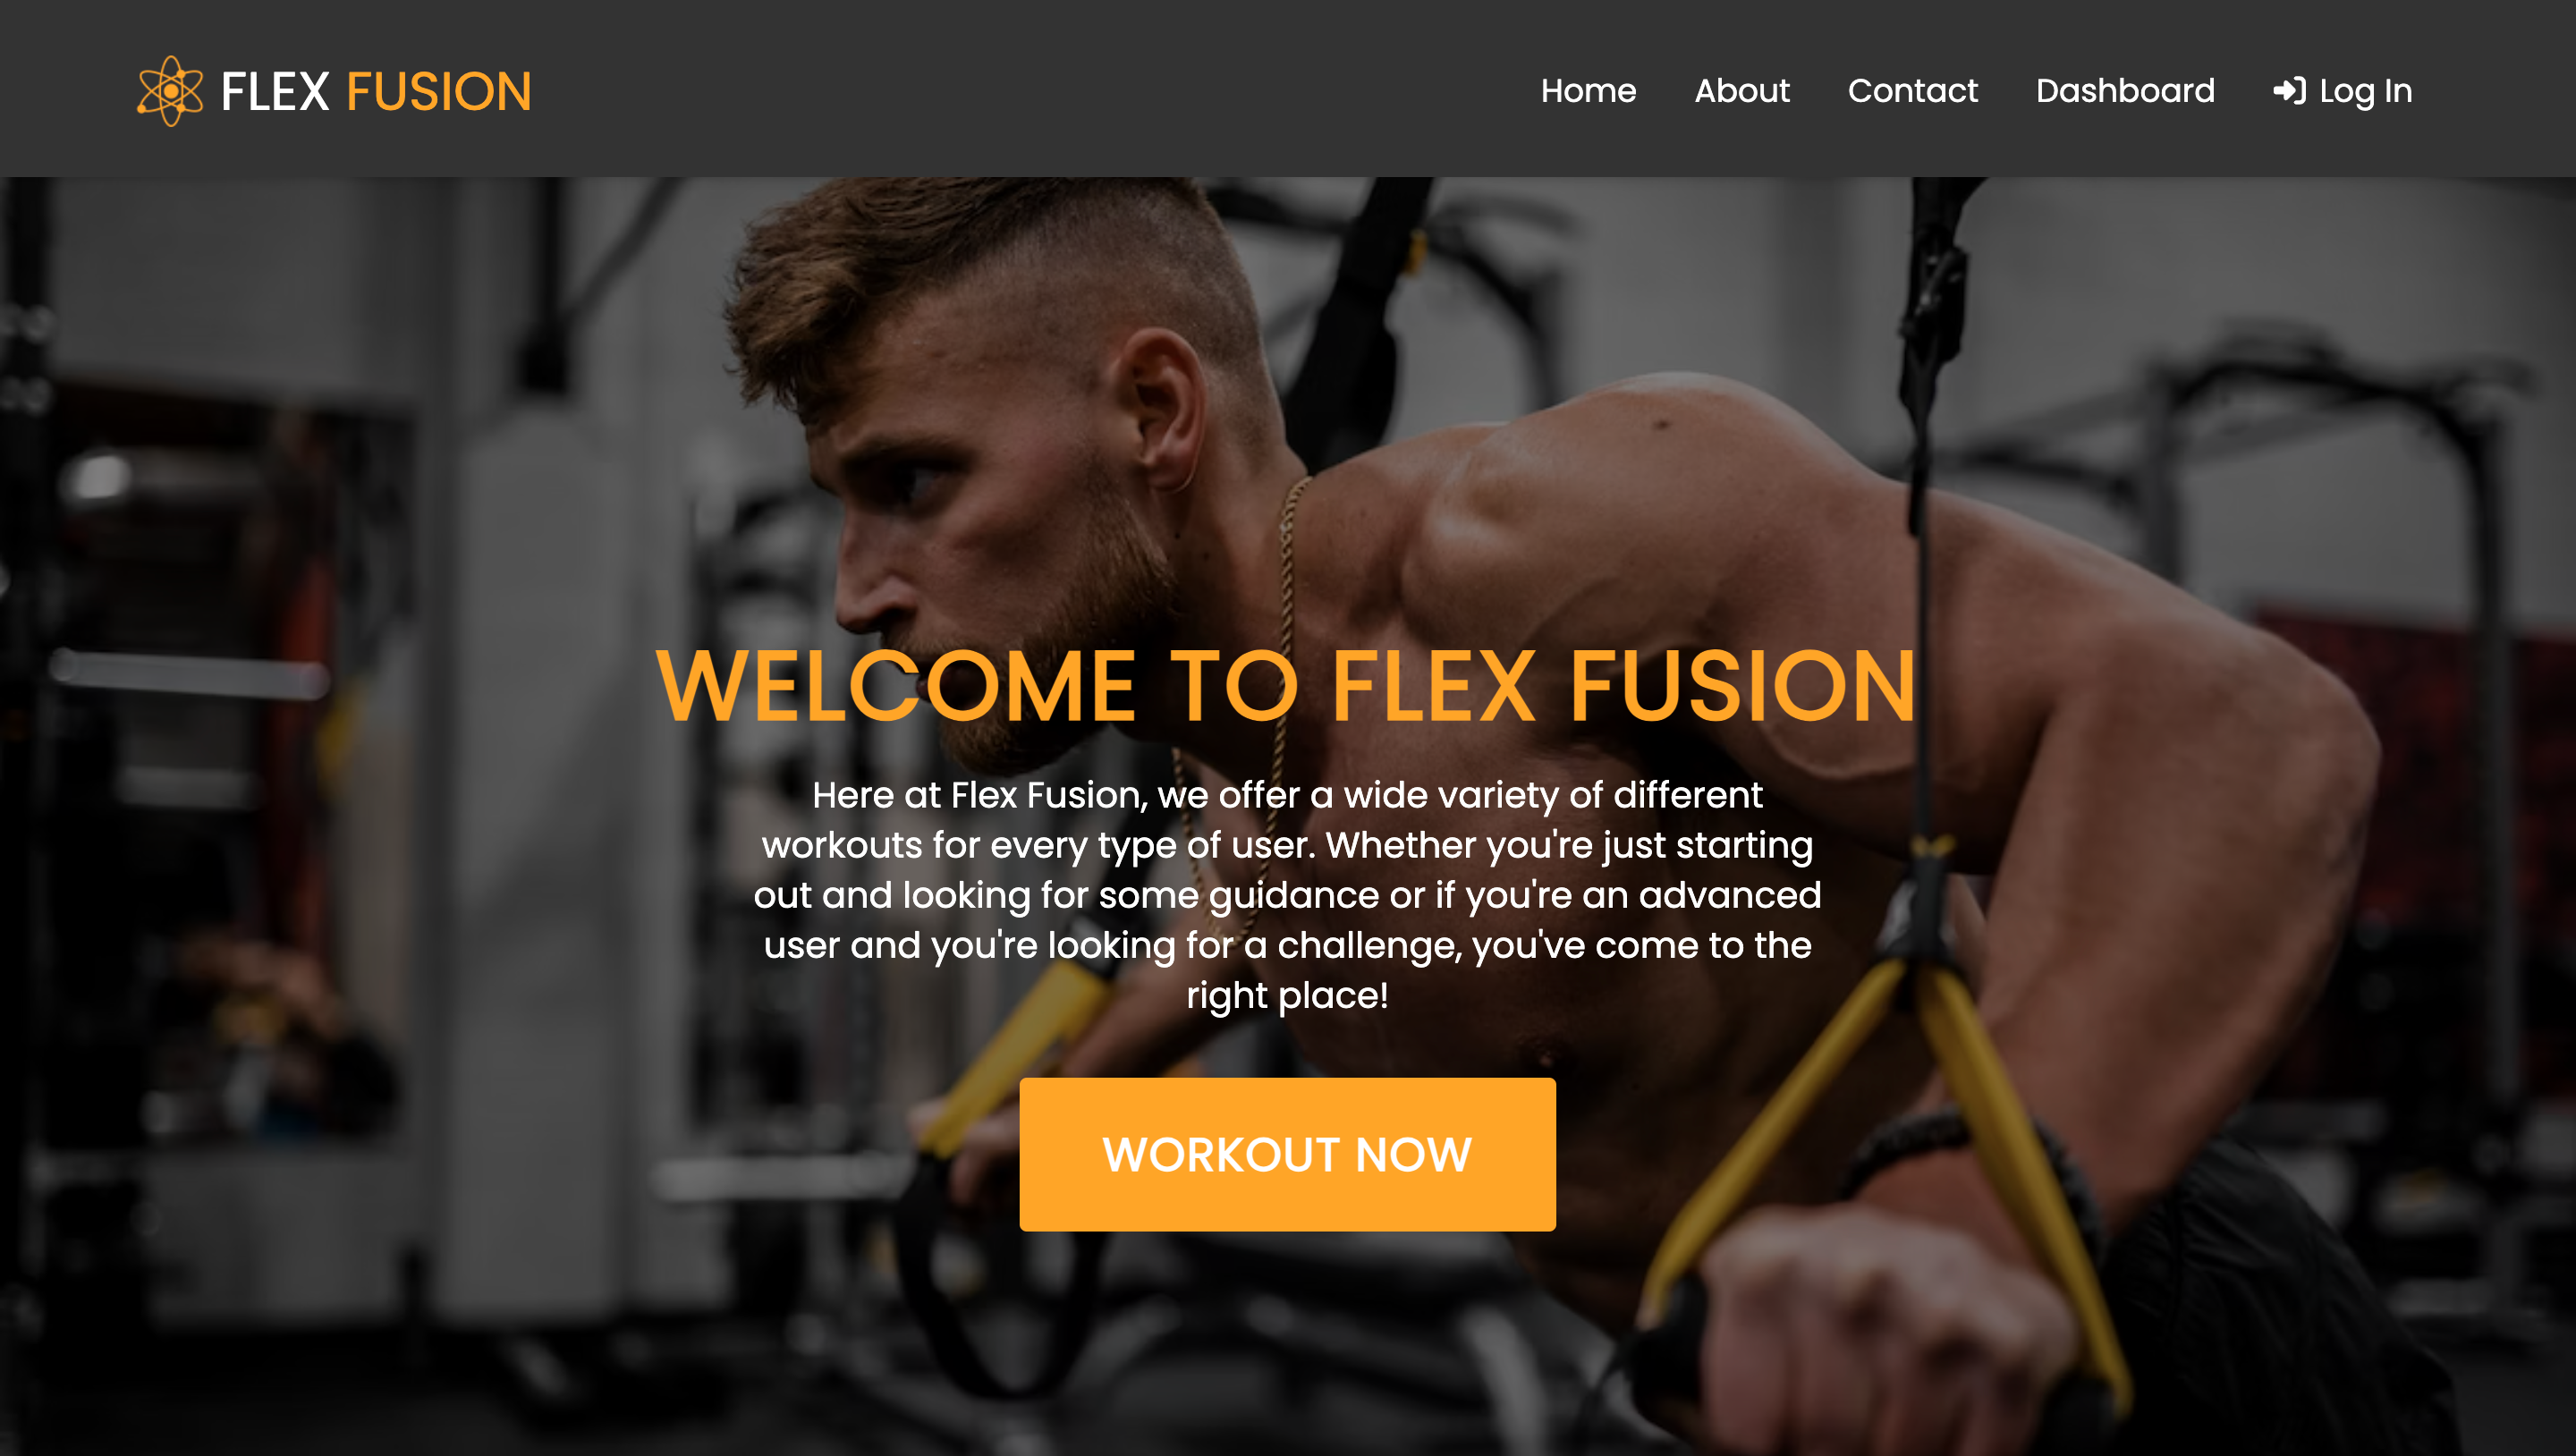 FLEX FUSION
Home About Contact Dashboard Log In
WELCOME TO FLEX FUSION
Here at Flex Fusion, we offer a wide variety of different
workouts for every type of user. Whether you're just starting
out and looking for some guidance or if you're an advanced
user and you're looking for a challenge, you've come to the
right place!
WORKOUT NOW